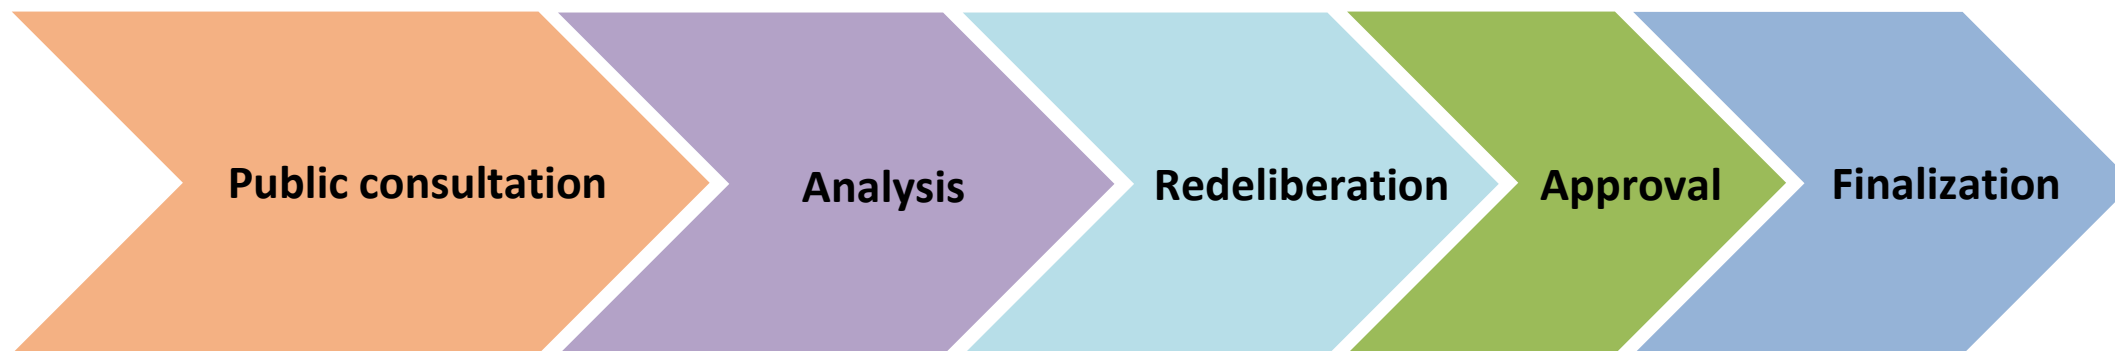 Public consultation
Analysis
Redeliberation
Approval
Finalization